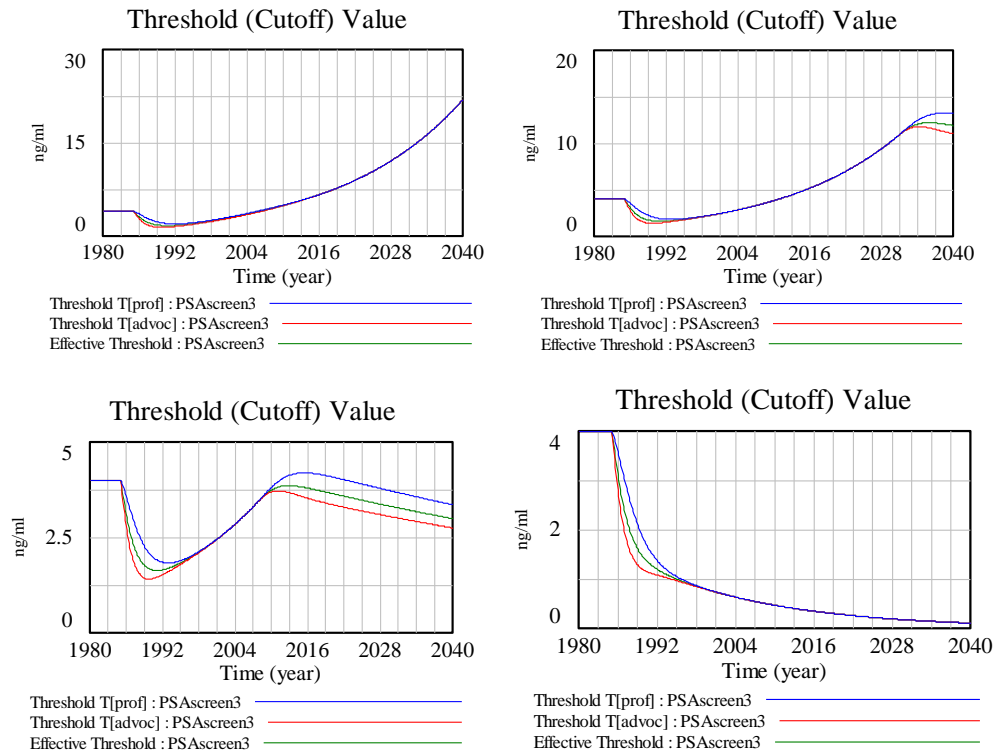 Threshold (Cutoff) Value
30
15
0
ng/ml
1980 1992 2004 2016 2028 2040
Time (year)
Threshold T[prof] : PSAscreen3
Threshold T[advoc] : PSAscreen3
Effective Threshold : PSAscreen3
Threshold (Cutoff) Value
20
10
0
ng/ml
1980 1992 2004 2016 2028 2040
Time (year)
Threshold T[prof] : PSAscreen3
Threshold T[advoc] : PSAscreen3
Effective Threshold : PSAscreen3
Threshold (Cutoff) Value
5
2.5
0
ng/ml
1980 1992 2004 2016 2028 2040
Time (year)
Threshold T[prof] : PSAscreen3
Threshold T[advoc] : PSAscreen3
Effective Threshold : PSAscreen3
Threshold (Cutoff) Value
4
2
0
ng/ml
1980 1992 2004 2016 2028 2040
Time (year)
Threshold T[prof] : PSAscreen3
Threshold T[advoc] : PSAscreen3
Effective Threshold : PSAscreen3